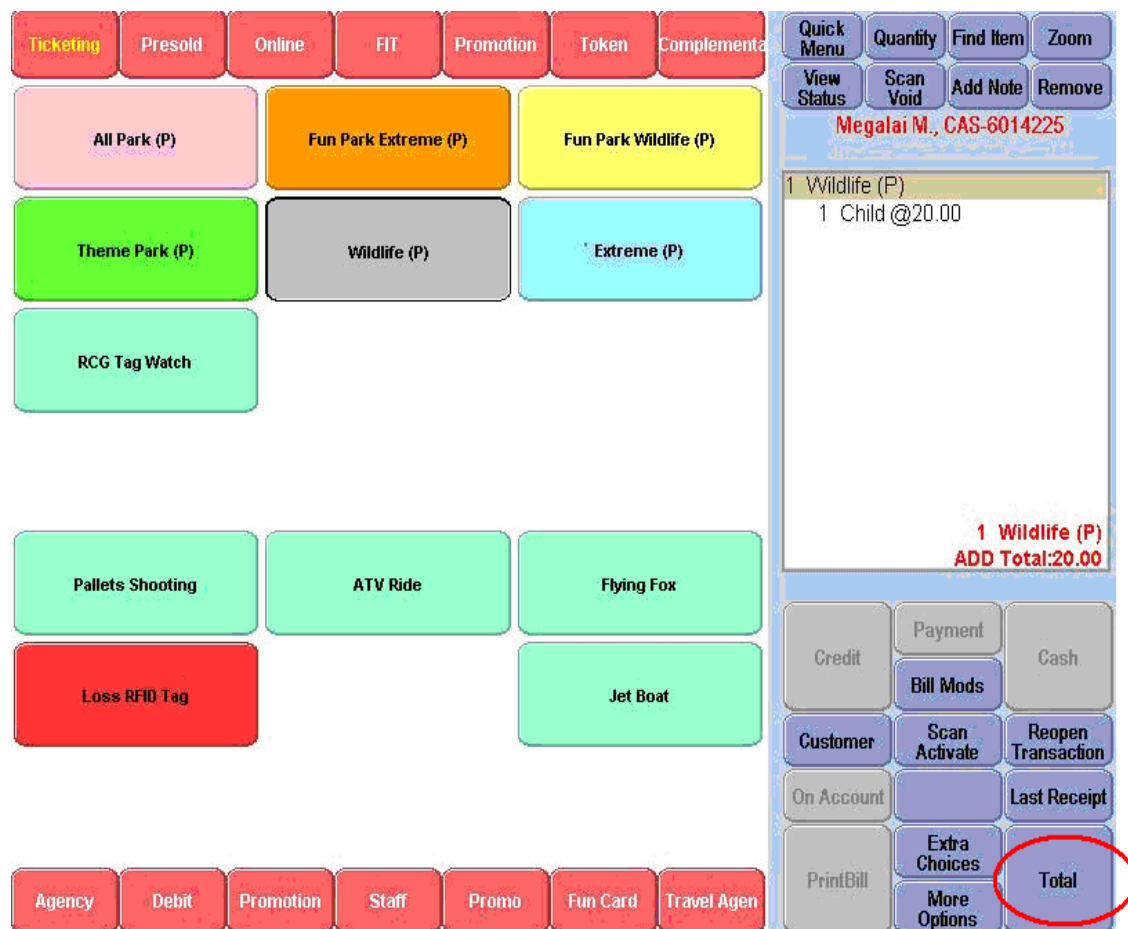 Ticketing
Presold
Online
FIT
Promotion
Token
Complementa
All Park (P)
Fun Park Extreme (P)
Fun Park Wildlife (P)
Theme Park (P)
Wildlife (P)
Extreme (P)
RCG Tag Watch
Pallets Shooting
ATV Ride
Flying Fox
Loss RFID Tag
Jet Boat
Agency
Debit
Promotion
Staff
Promo
Fun Card
Travel Agen
Quick
Menu
Quantity
Find Item
Zoom
View
Status
Scan
Void
Add Note
Remove
Megalai M., CAS-6014225
1 Wildlife (P)
1 Child @20.00
1 Wildlife (P)
ADD Total:20.00
Credit
Payment
Cash
Bill Mods
Customer
Scan
Activate
Reopen
Transaction
On Account
Last Receipt
PrintBill
Extra
Choices
More
Options
Total